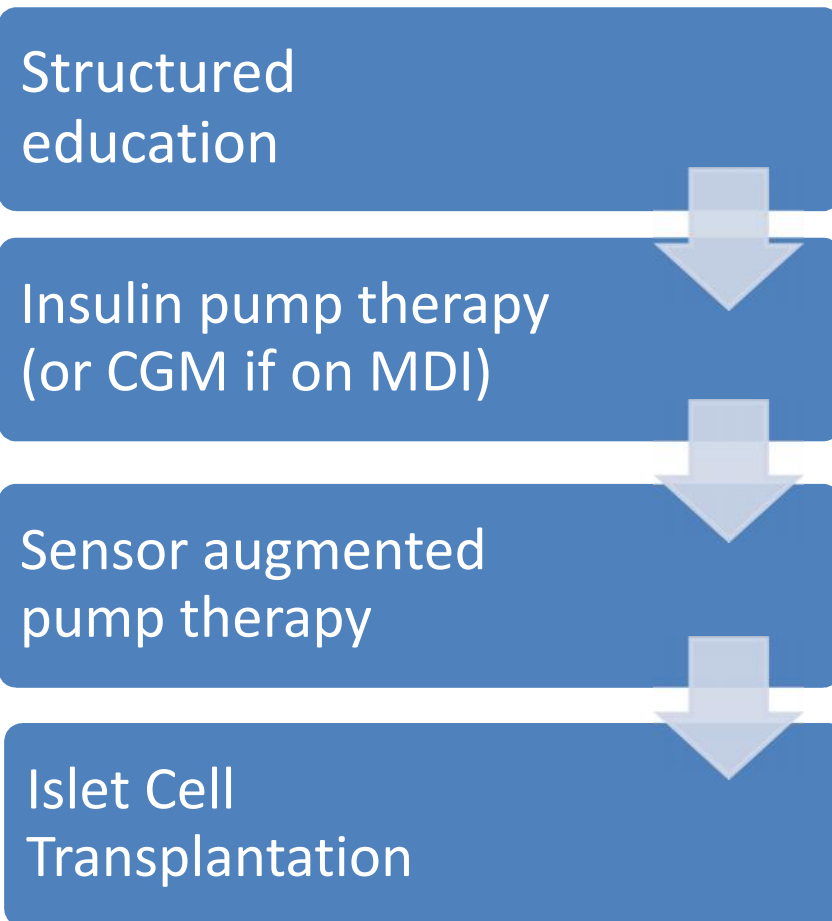 Structured
education
Insulin pump therapy
(or CGM if on MDI)
Sensor augmented
pump therapy
Islet Cell
Transplantation